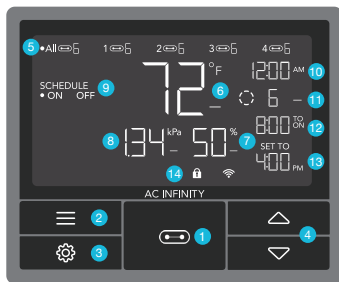 5 •All 6 1 6 2 6 3 6 4 6
72 °F 6
12:00 AM 10
SCHEDULE 9
• ON OFF
6 – 11
8 1.34 kPa – 50 % – 7
8:00 TO ON 12
SET TO
4:00 PM 13
14
AC INFINITY
2
1
4
3